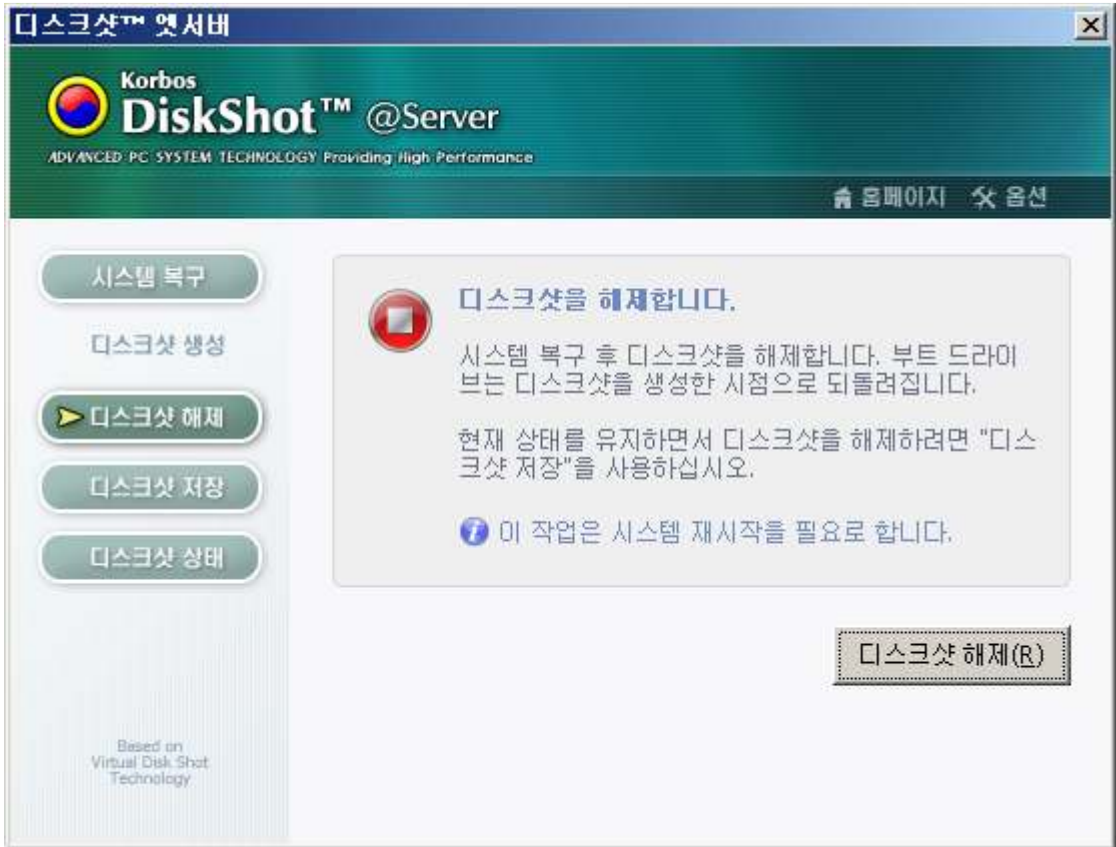 디스크샷™ 엣서버
Korbos
DiskShot™ @Server
ADVANCED PC SYSTEM TECHNOLOGY Providing High Performance
홈페이지 옵션
시스템 복구
디스크샷 생성
디스크샷 해제
디스크샷 저장
디스크샷 상태
디스크샷을 해제합니다.
시스템 복구 후 디스크샷을 해제합니다. 부트 드라이
브는 디스크샷을 생성한 시점으로 되돌려집니다.
현재 상태를 유지하면서 디스크샷을 해제하려면 "디스
크샷 저장"을 사용하십시오.
이 작업은 시스템 재시작을 필요로 합니다.
디스크샷 해제(R)
Based on
Virtual Disk Shot
Technology